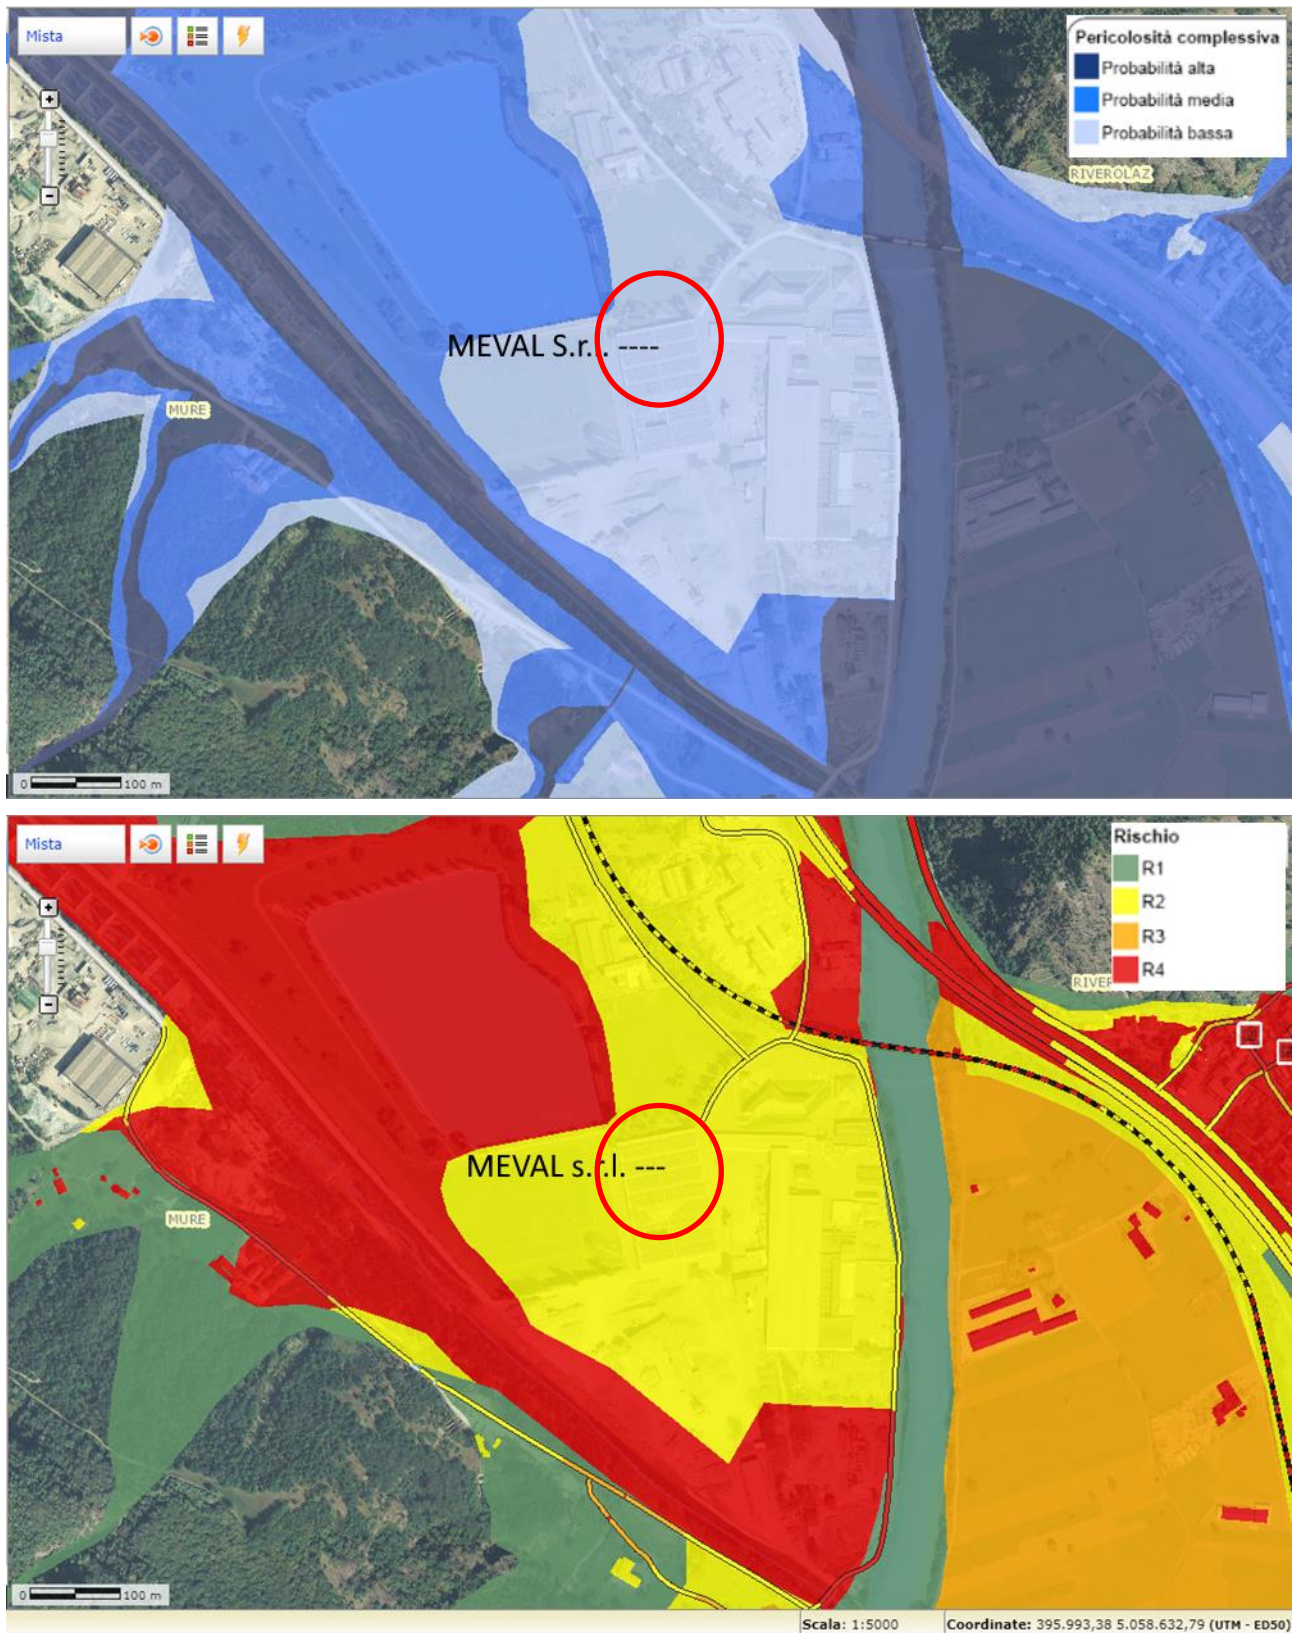 Mista
Pericolosità complessiva
Probabilità alta
Probabilità media
Probabilità bassa
RIVEROLAZ
MEVAL S.r.l. ----
MURE
0 100 m
Mista
Rischio
R1
R2
R3
R4
RIVER
MEVAL s.r.l. ---
MURE
0 100 m
Scala: 1:5000
Coordinate: 395.993,38 5.058.632,79 (UTM - ED50)